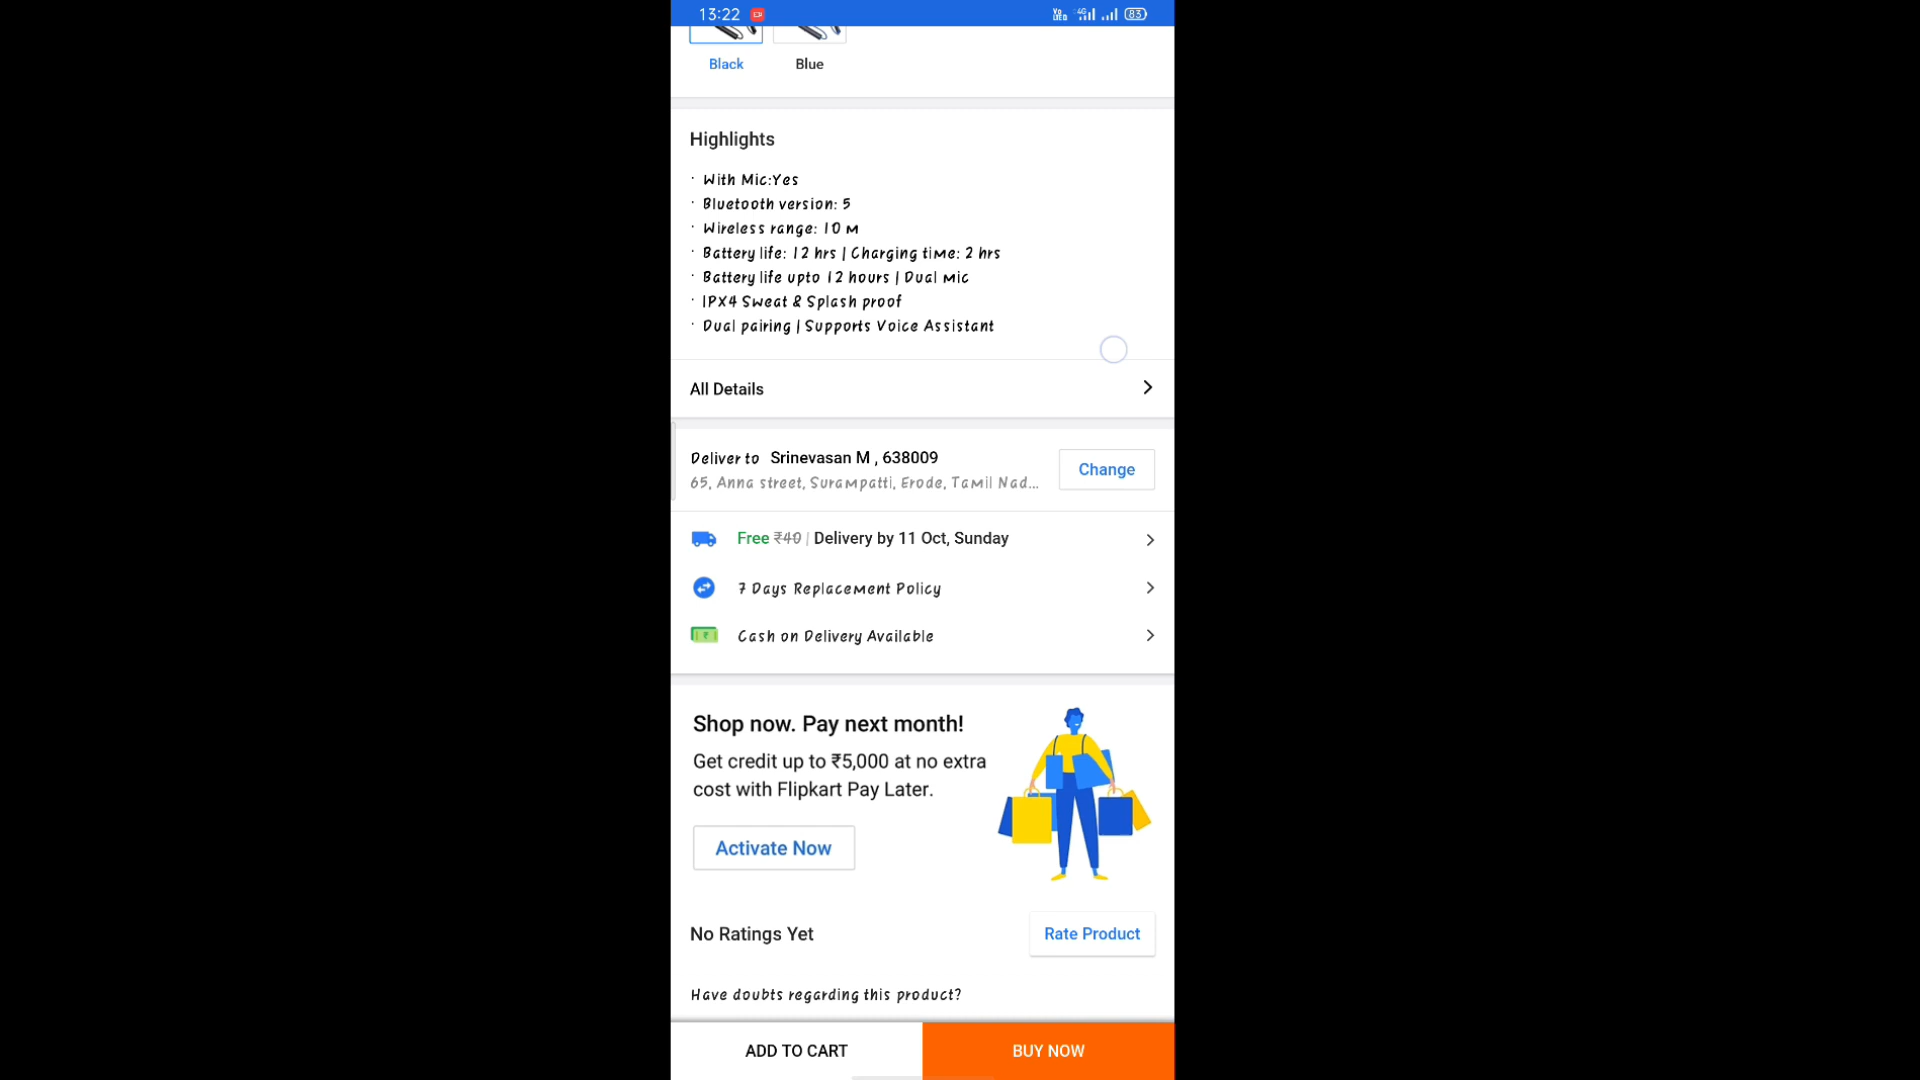 13:22
4G
83
Black Blue
Highlights
· With Mic:Yes
· Bluetooth version: 5
· Wireless range: 10 m
· Battery life: 12 hrs | Charging time: 2 hrs
· Battery life upto 12 hours | Dual mic
· IPX4 Sweat & Splash proof
· Dual pairing | Supports Voice Assistant
All Details
Deliver to Srinevasan M , 638009
Change
65, Anna street, Surampatti, Erode, Tamil Nad...
Free ₹40 | Delivery by 11 Oct, Sunday
7 Days Replacement Policy
₹
Cash on Delivery Available
Shop now. Pay next month!
Get credit up to ₹5,000 at no extra
cost with Flipkart Pay Later.
Activate Now
No Ratings Yet
Rate Product
Have doubts regarding this product?
ADD TO CART BUY NOW